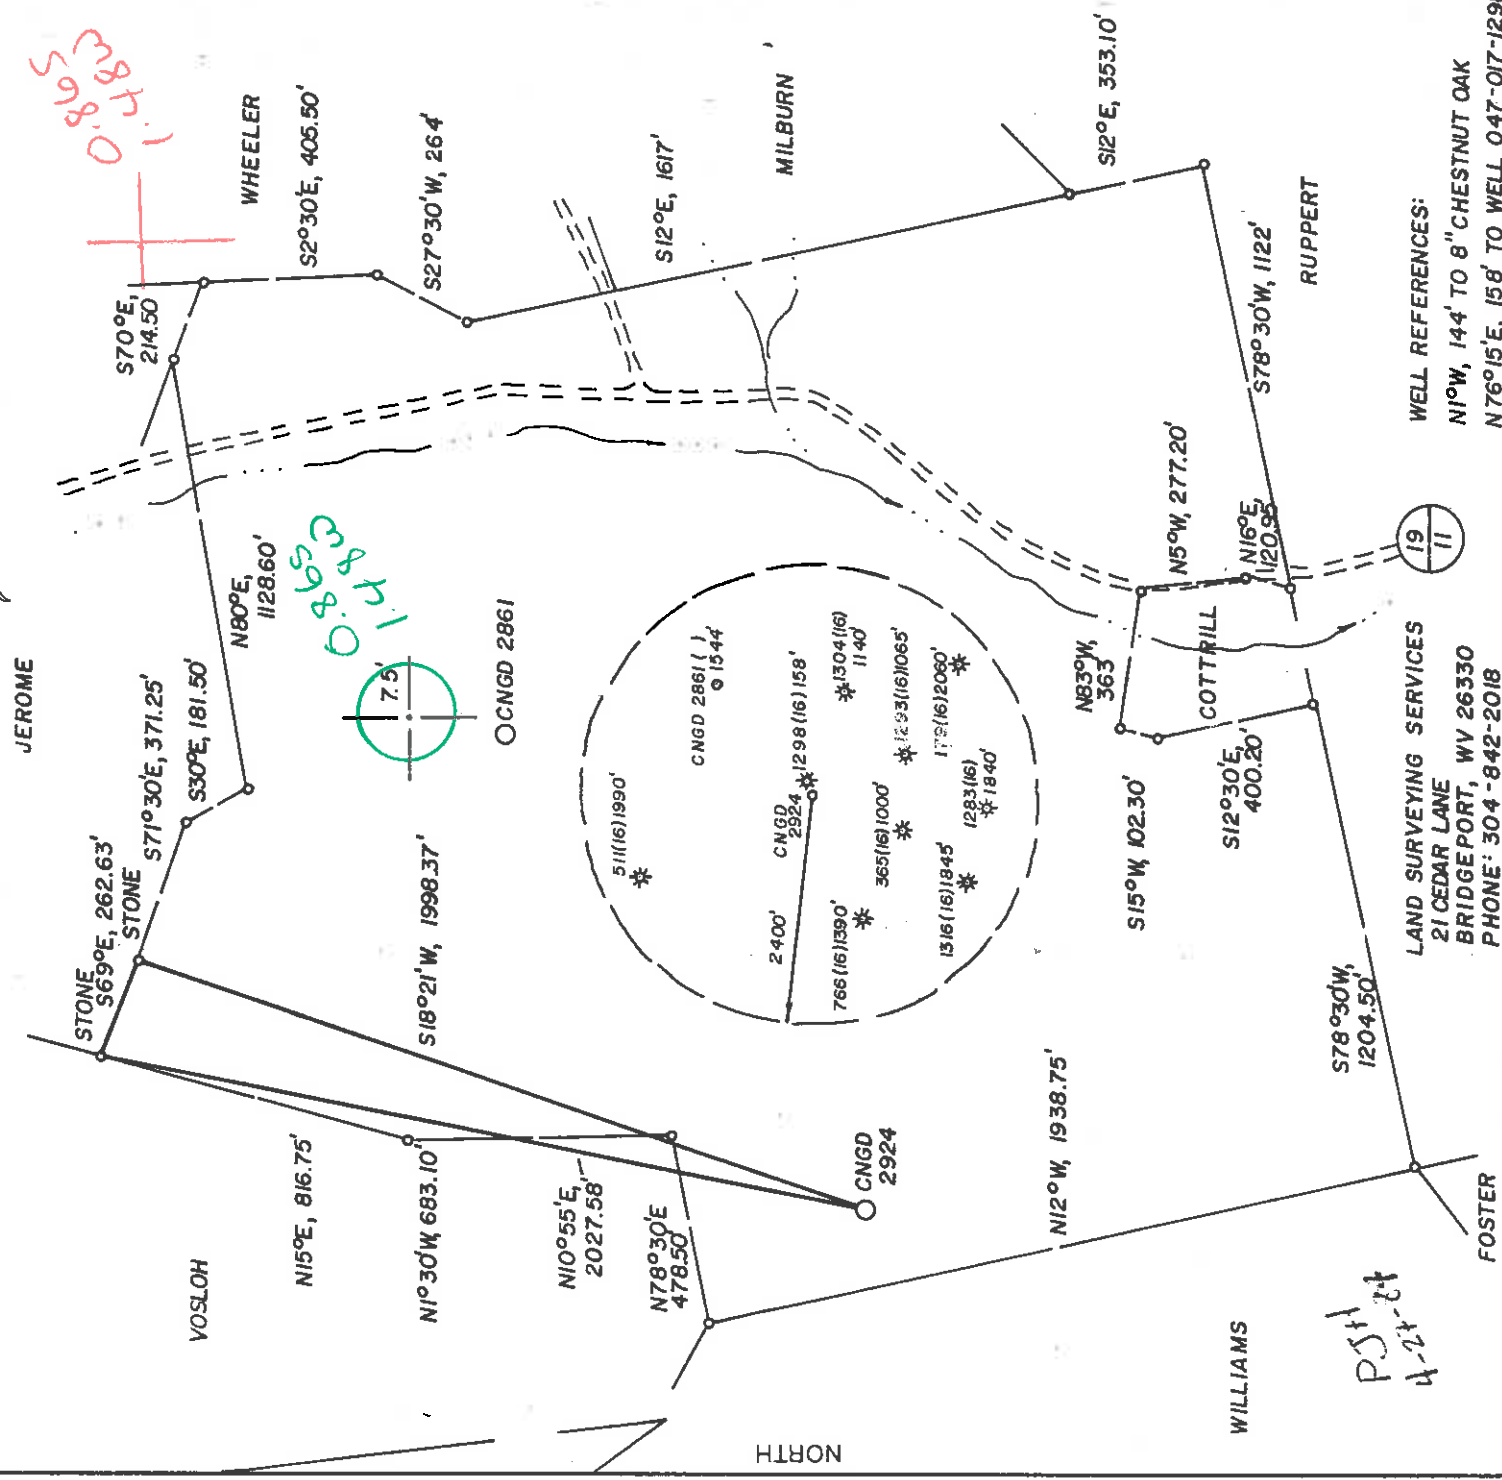 JEROME
WHEELER
0.865
1.483
S70°E,
214.50
S2°30'E, 405.50'
S27°30'W, 264'
S12°E, 1617'
MILBURN
S12°E, 353.10'
STONE
S69°E, 262.63'
STONE
S71°30'E, 371.25'
S30°E, 181.50'
N80°E,
1128.60'
0.865
1.483
7.5'
CNGD 2861
VOSLOH
N15°E, 816.75'
N1°30'W, 683.10'
N10°55'E,
2027.58'
N78°30'E
478.50'
S18°21'W, 1998.37'
511(16)1990'
CNGD 2861 ( )
1544'
CNGD
2924
1298(16)158'
1304(16)
1140'
2400'
766(16)1390'
365(16)1000'
1293(16)1065'
179(16)2060'
1316(16)1845'
1283(16)
1840'
CNGD
2924
N12°W, 1938.75'
N83°W,
363
N5°W, 277.20'
N16°E,
120.95
COTTRILL
S15°W, 102.30'
S12°30'E,
400.20'
S78°30'W, 1122'
RUPPERT
S78°30'W,
1204.50'
WILLIAMS
FOSTER
NORTH
19
11
WELL REFERENCES:
N1°W, 144' TO 8" CHESTNUT OAK
N76°15'E, 158' TO WELL 047-017-129
LAND SURVEYING SERVICES
21 CEDAR LANE
BRIDGEPORT, WV 26330
PHONE: 304-842-2018